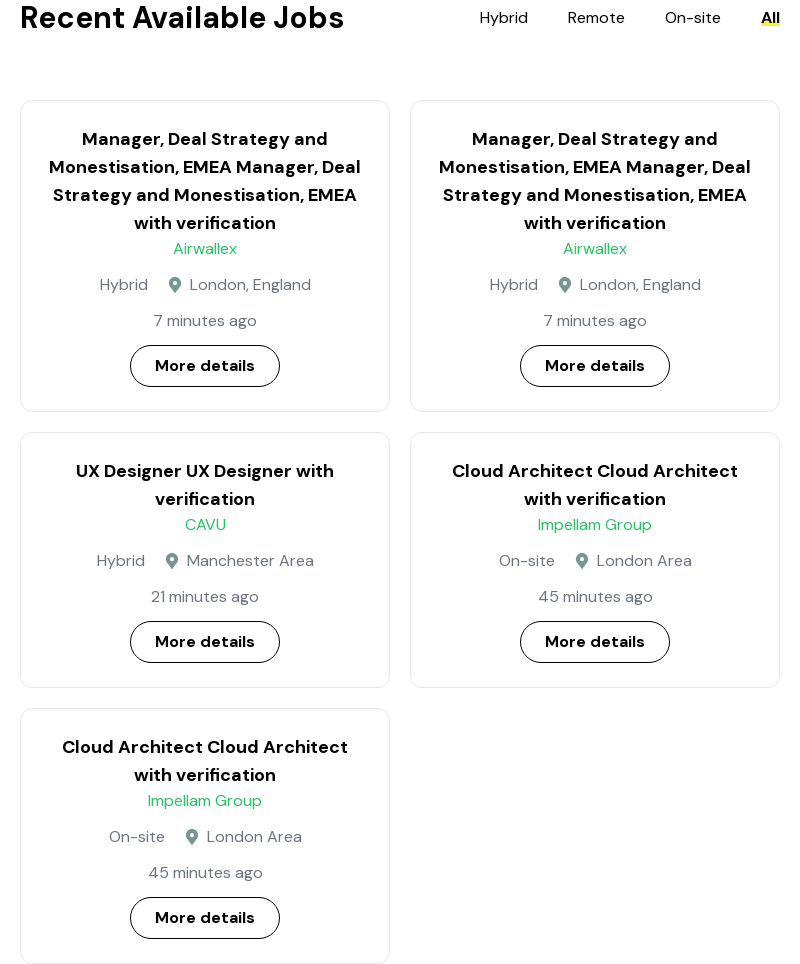 Recent Available Jobs
Hybrid Remote On-site All
Manager, Deal Strategy and
Monestisation, EMEA Manager, Deal
Strategy and Monestisation, EMEA
with verification
Airwallex
Hybrid London, England
7 minutes ago
More details
Manager, Deal Strategy and
Monestisation, EMEA Manager, Deal
Strategy and Monestisation, EMEA
with verification
Airwallex
Hybrid London, England
7 minutes ago
More details
UX Designer UX Designer with
verification
CAVU
Hybrid Manchester Area
21 minutes ago
More details
Cloud Architect Cloud Architect
with verification
Impellam Group
On-site London Area
45 minutes ago
More details
Cloud Architect Cloud Architect
with verification
Impellam Group
On-site London Area
45 minutes ago
More details